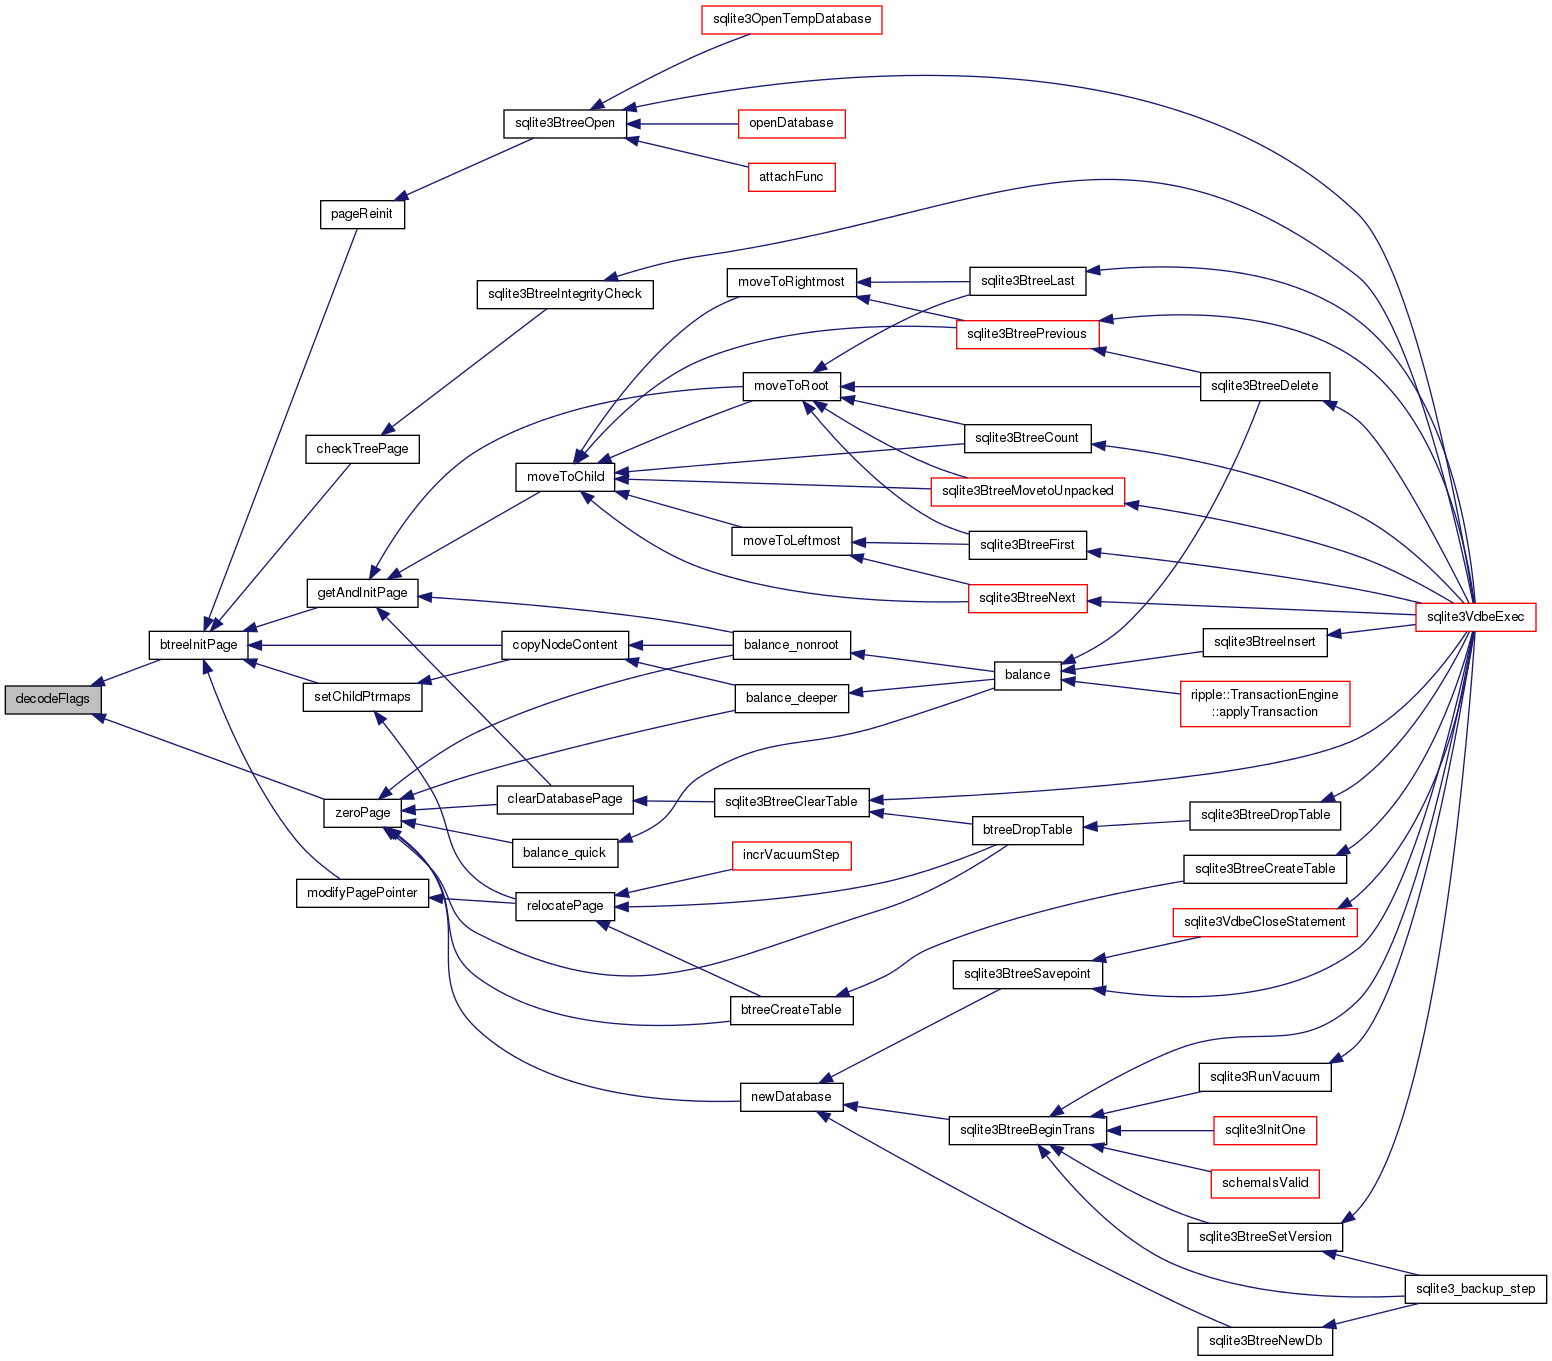 sqlite3OpenTempDatabase
sqlite3BtreeOpen
openDatabase
attachFunc
pageReinit
sqlite3BtreeIntegrityCheck
moveToRightmost
sqlite3BtreeLast
sqlite3BtreePrevious
moveToRoot
sqlite3BtreeDelete
checkTreePage
sqlite3BtreeCount
moveToChild
sqlite3BtreeMovetoUnpacked
moveToLeftmost
sqlite3BtreeFirst
getAndInitPage
sqlite3BtreeNext
sqlite3VdbeExec
btreeInitPage
copyNodeContent
balance_nonroot
sqlite3BtreeInsert
balance
decodeFlags
setChildPtrmaps
balance_deeper
ripple::TransactionEngine
::applyTransaction
clearDatabasePage
sqlite3BtreeClearTable
zeroPage
sqlite3BtreeDropTable
btreeDropTable
balance_quick
incrVacuumStep
sqlite3BtreeCreateTable
modifyPagePointer
relocatePage
sqlite3VdbeCloseStatement
sqlite3BtreeSavepoint
btreeCreateTable
sqlite3RunVacuum
newDatabase
sqlite3BtreeBeginTrans
sqlite3InitOne
schemaIsValid
sqlite3BtreeSetVersion
sqlite3_backup_step
sqlite3BtreeNewDb